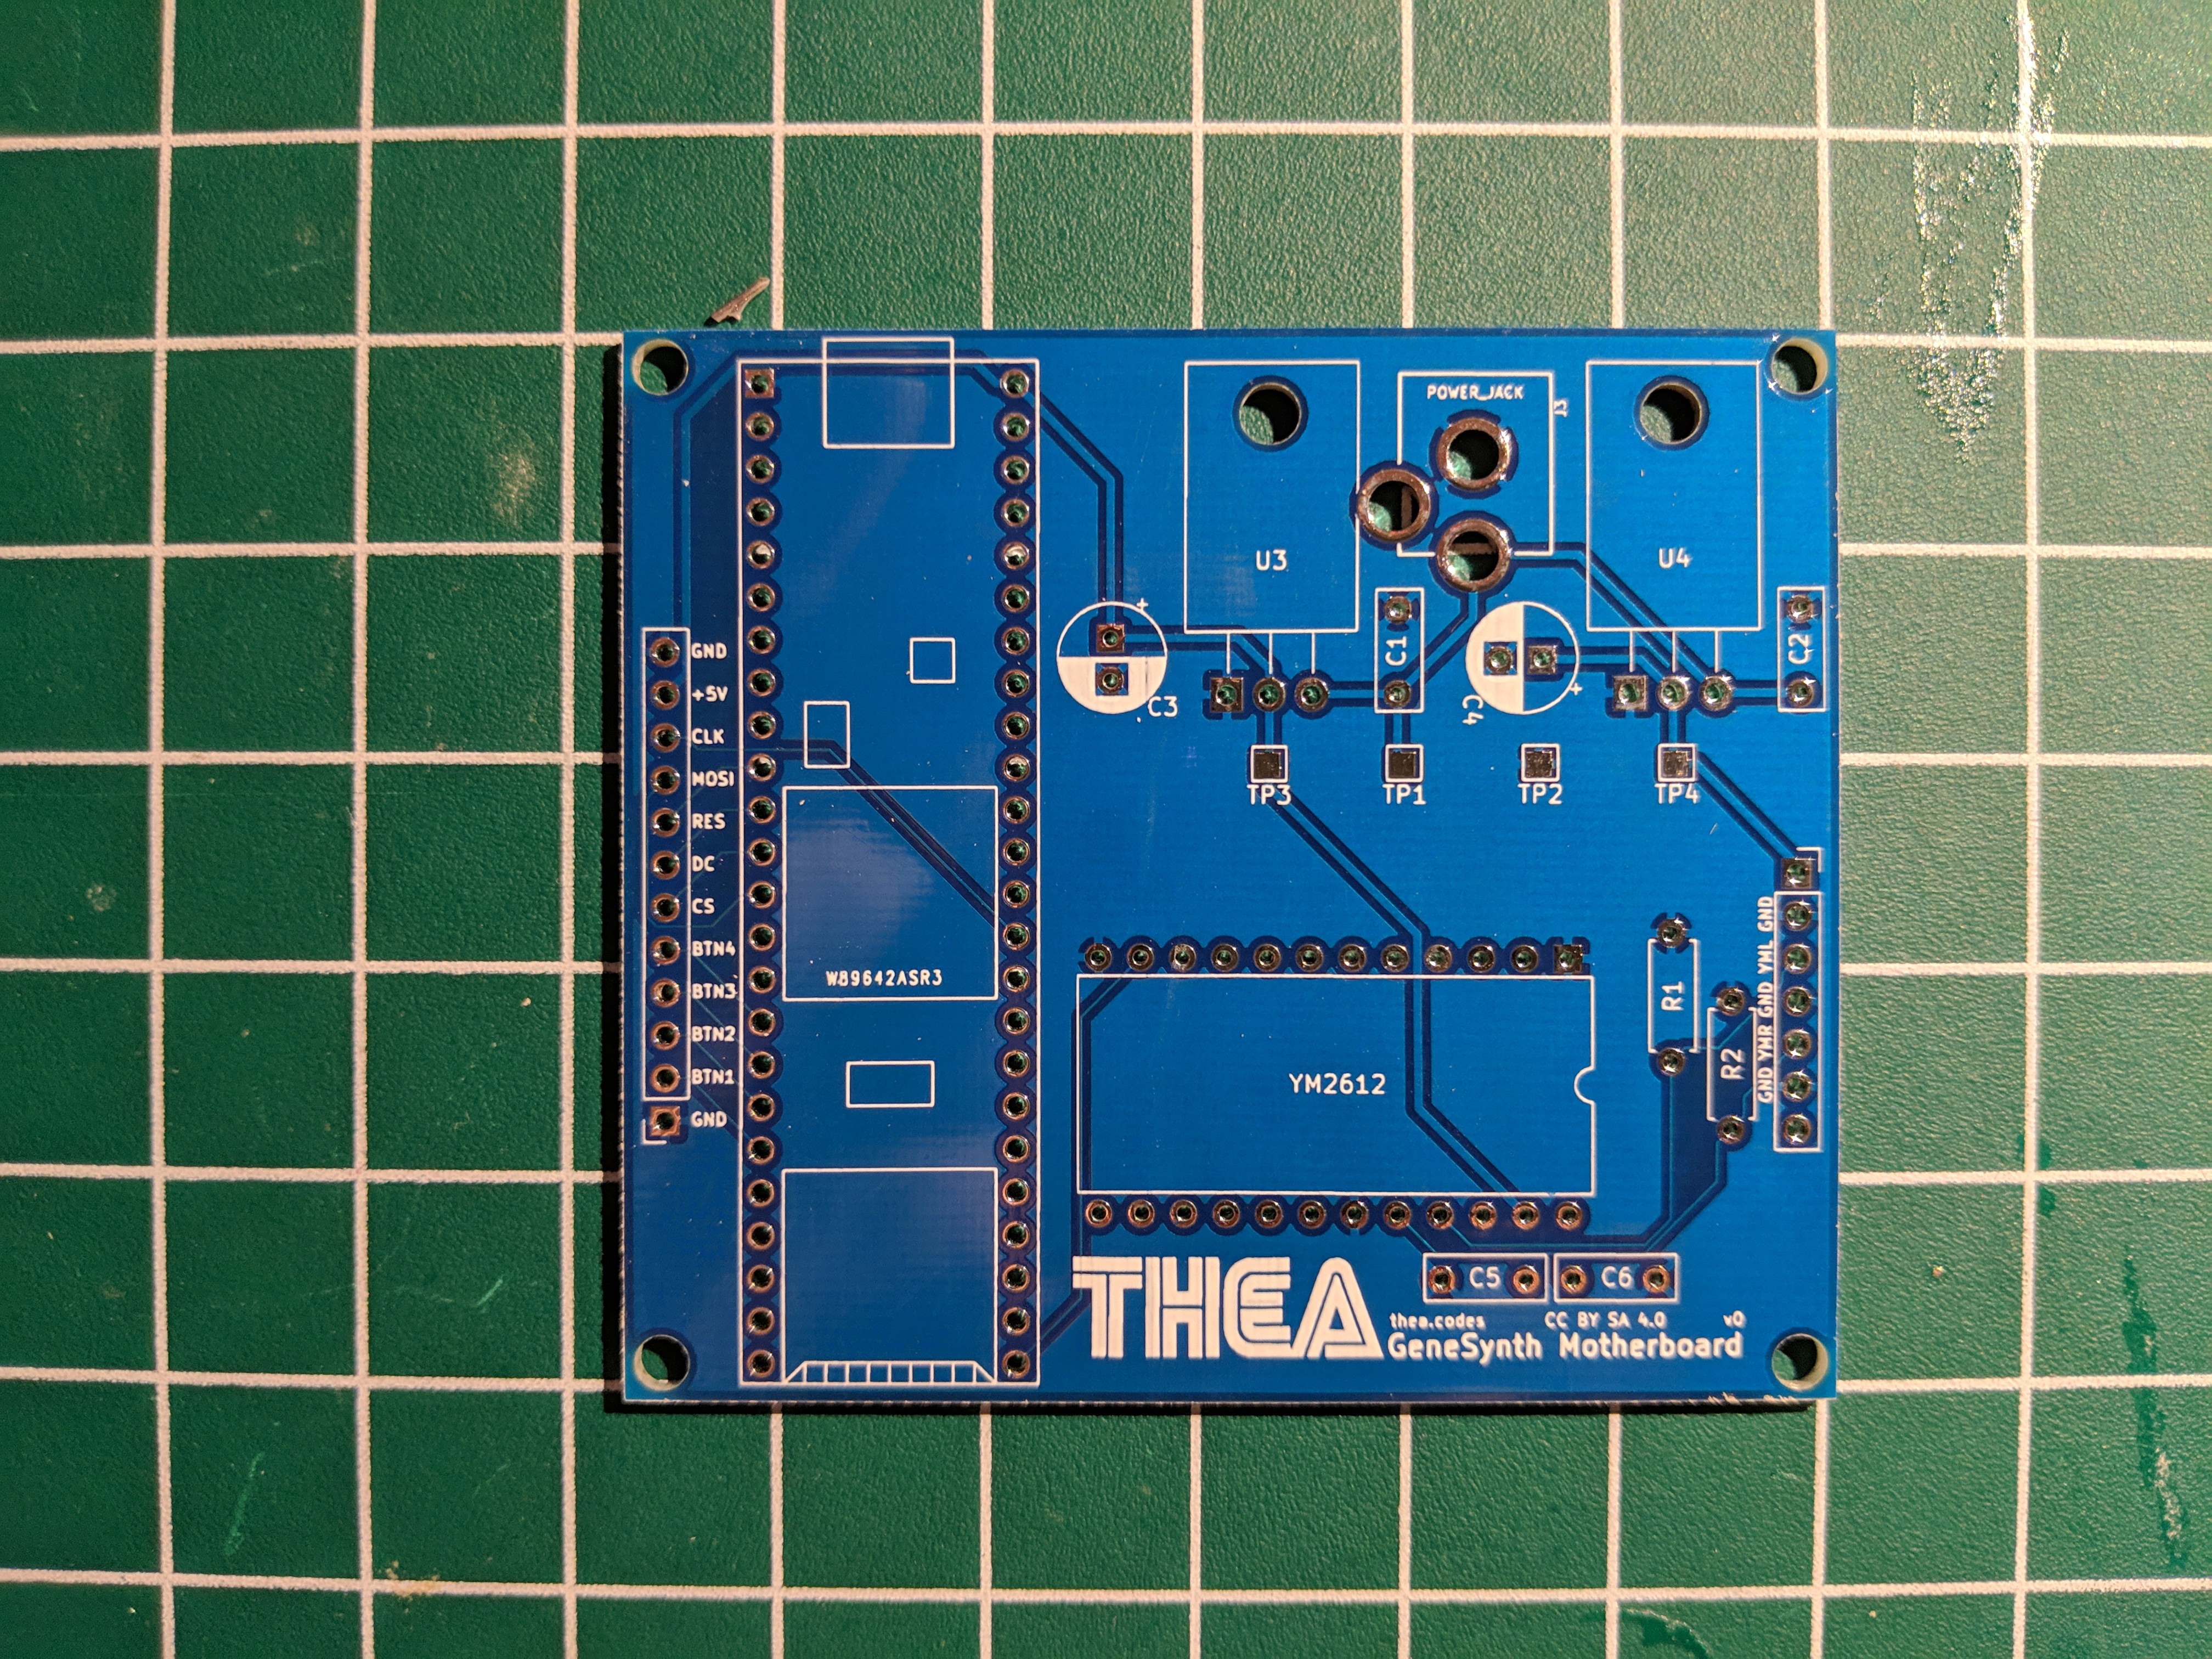 POWER_JACK
J3
U3
U4
C1
C2
C3
C4
GND
+5V
CLK
MOSI
RES
DC
CS
BTN4
BTN3
BTN2
BTN1
GND
TP3
TP1
TP2
TP4
W89642ASR3
YM2612
R1
R2
GND YMR GND YML GND
C5
C6
THEA
thea.codes
CC BY SA 4.0
v0
GeneSynth Motherboard